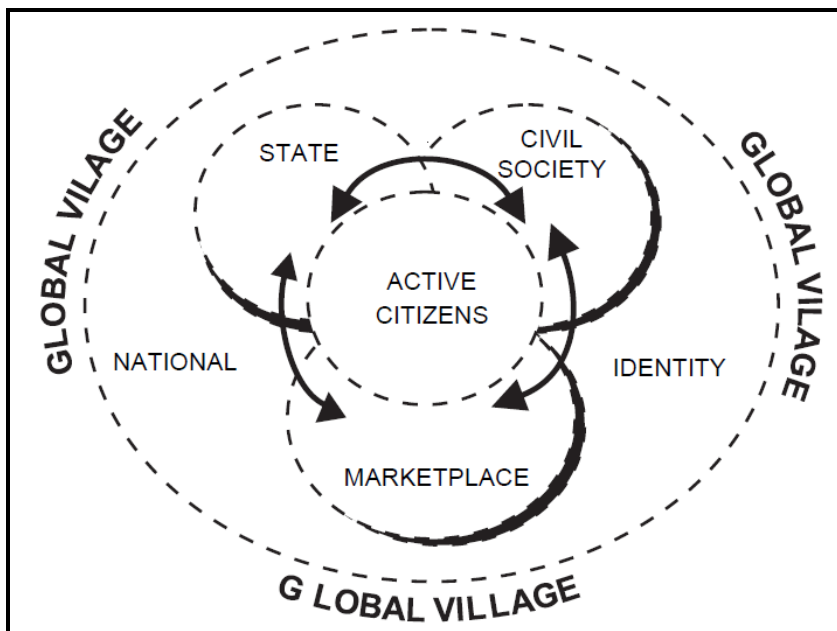 GLOBAL VILAGE
STATE
CIVIL
SOCIETY
GLOBAL VILAGE
ACTIVE
CITIZENS
NATIONAL
IDENTITY
MARKETPLACE
G LOBAL VILLAGE